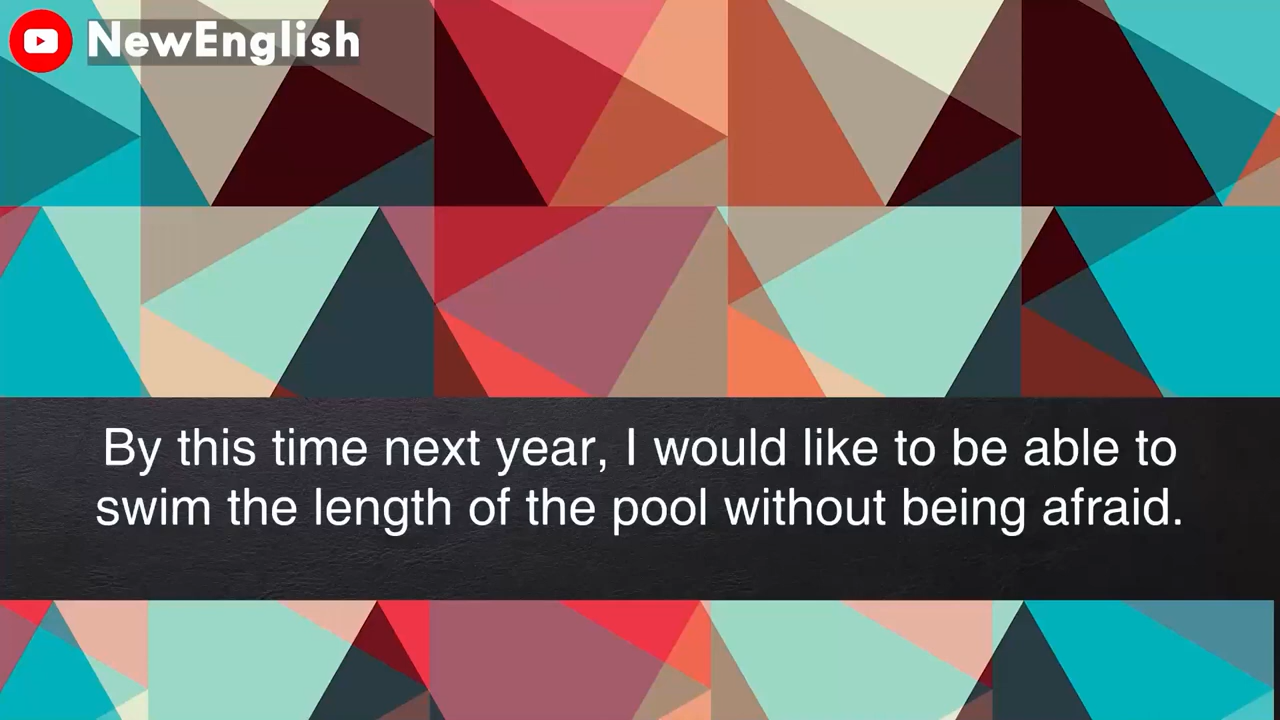 NewEnglish
By this time next year, I would like to be able to
swim the length of the pool without being afraid.